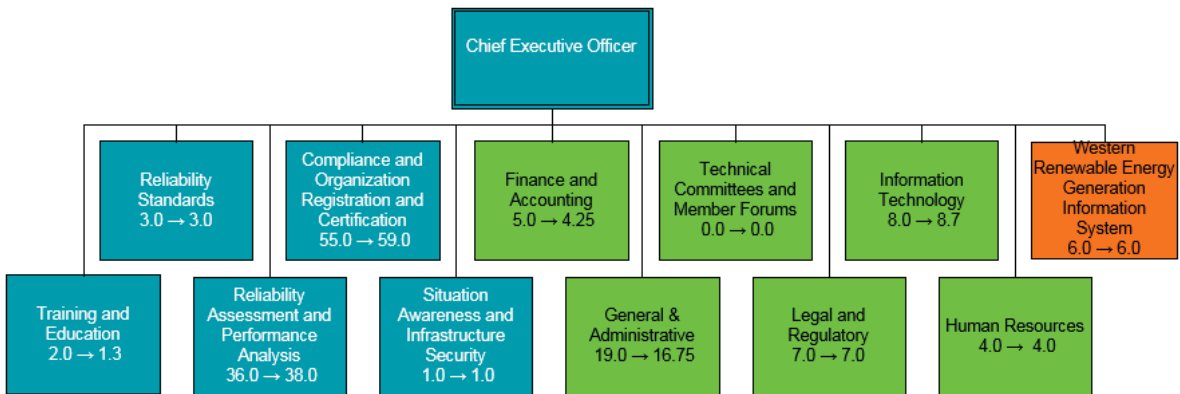 Chief Executive Officer
Reliability
Standards
3.0 → 3.0
Compliance and
Organization
Registration and
Certification
55.0 → 59.0
Finance and
Accounting
5.0 → 4.25
Technical
Committees and
Member Forums
0.0 → 0.0
Information
Technology
8.0 → 8.7
Western
Renewable Energy
Generation
Information
System
6.0 → 6.0
Training and
Education
2.0 → 1.3
Reliability
Assessment and
Performance
Analysis
36.0 → 38.0
Situation
Awareness and
Infrastructure
Security
1.0 → 1.0
General &
Administrative
19.0 → 16.75
Legal and
Regulatory
7.0 → 7.0
Human Resources
4.0 → 4.0